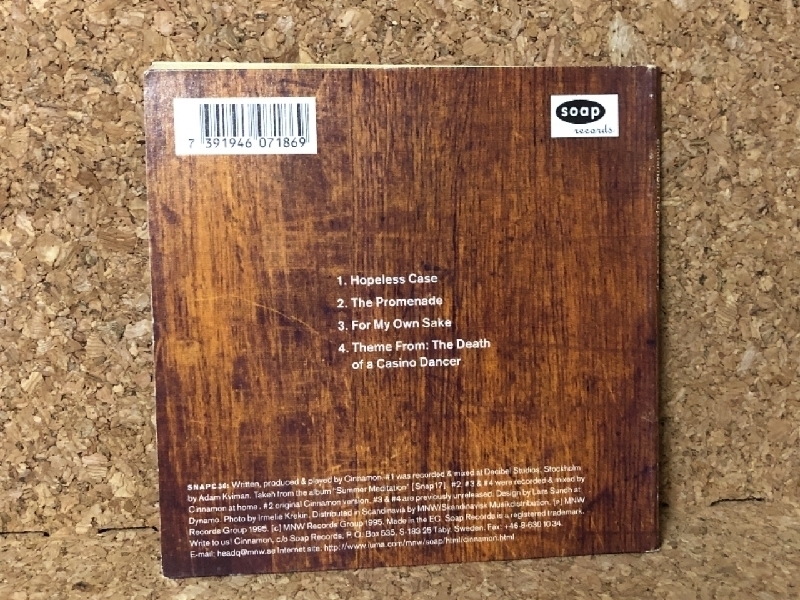 7 391946 071869
soap
records
1. Hopeless Case
2. The Promenade
3. For My Own Sake
4. Theme From: The Death
of a Casino Dancer
SNAPC 36: Written, produced & played by Cinnamon. #1 was recorded & mixed at Decibel Studios, Stockholm
by Adam Kviman. Taken from the album "Summer Meditation" [Snap17]. #2, #3 & #4 were recorded & mixed by
Cinnamon at home. #2 original Cinnamon version. #3 & #4 are previously unreleased. Design by Lars Sundh at
Dynamo. Photo by Irmelie Krekin. Distributed in Scandinavia by MNW/Skandinaviska Musikdistribution. [p] MNW
Records Group 1995. [c] MNW Records Group 1995. Made in the EC. Soap Records is a registered trademark.
Write to us! Cinnamon, c/o Soap Records, P.O. Box 535, S-183 25 Täby, Sweden. Fax: +46 8-630 10 34.
E-mail: headq@mnw.se Internet site: http://www.iuma.com/mnw/soap/html/cinnamon.html